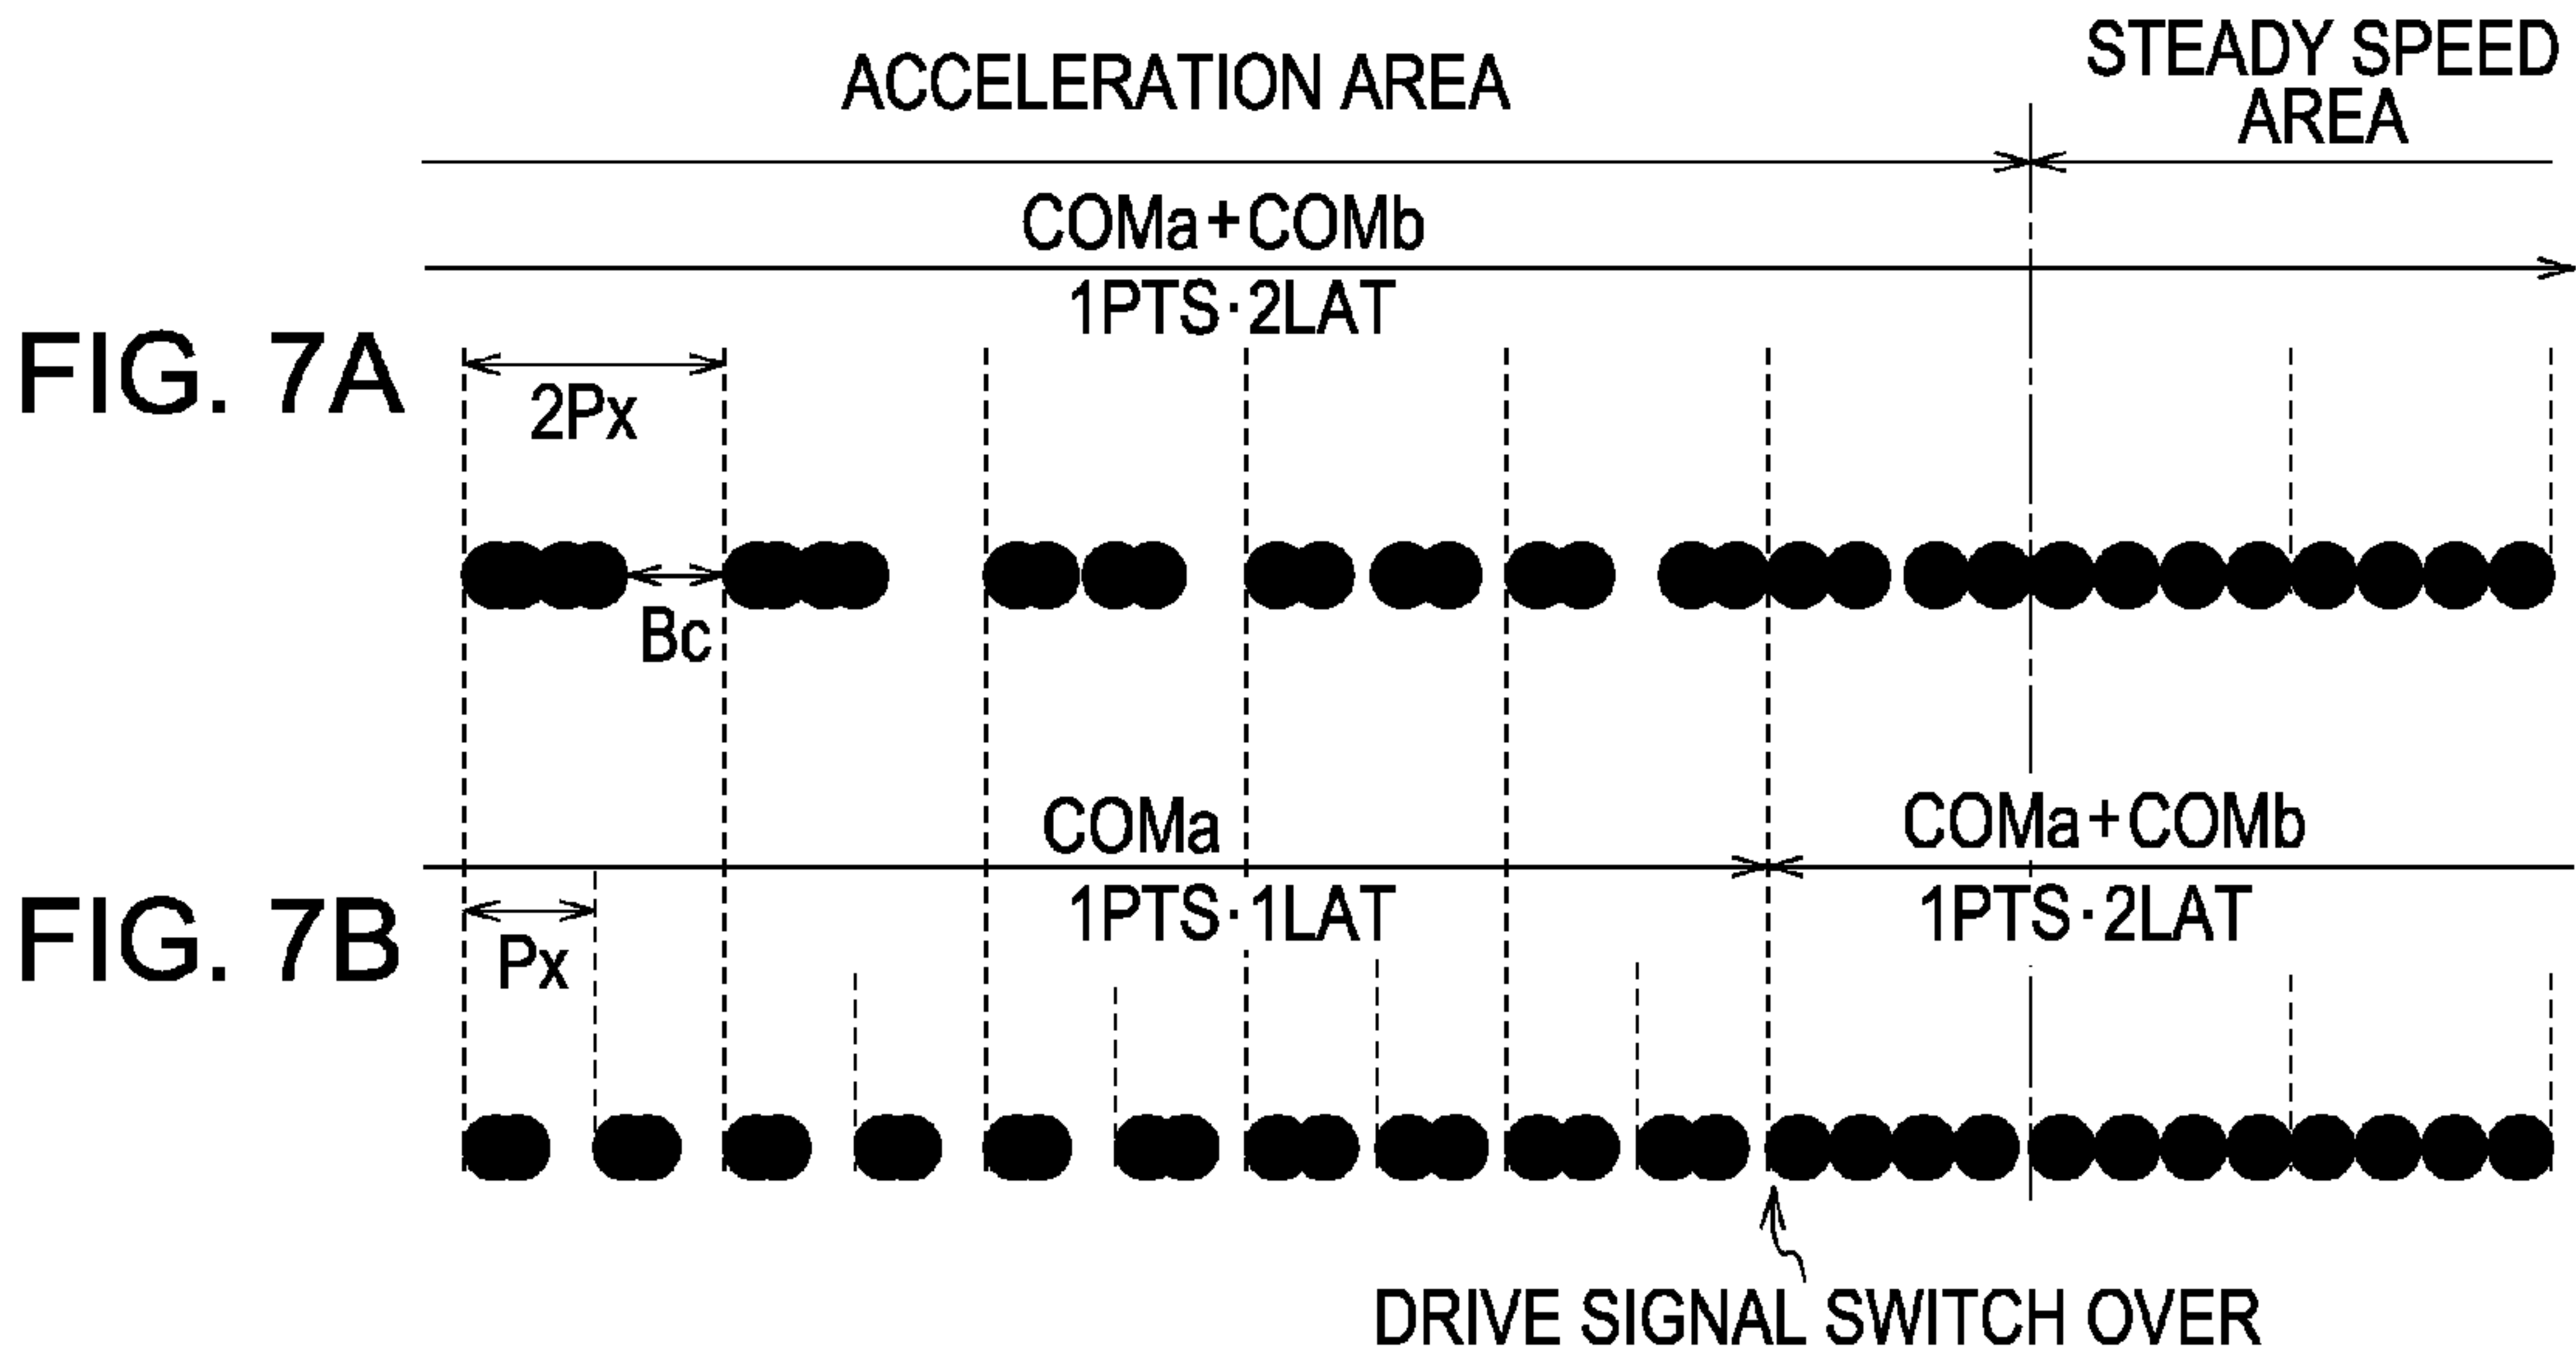 ACCELERATION AREA
STEADY SPEED
AREA
COMa+COMb
1PTS·2LAT
FIG. 7A
2Px
Bc
COMa
COMa+COMb
1PTS·1LAT
1PTS·2LAT
FIG. 7B
Px
DRIVE SIGNAL SWITCH OVER